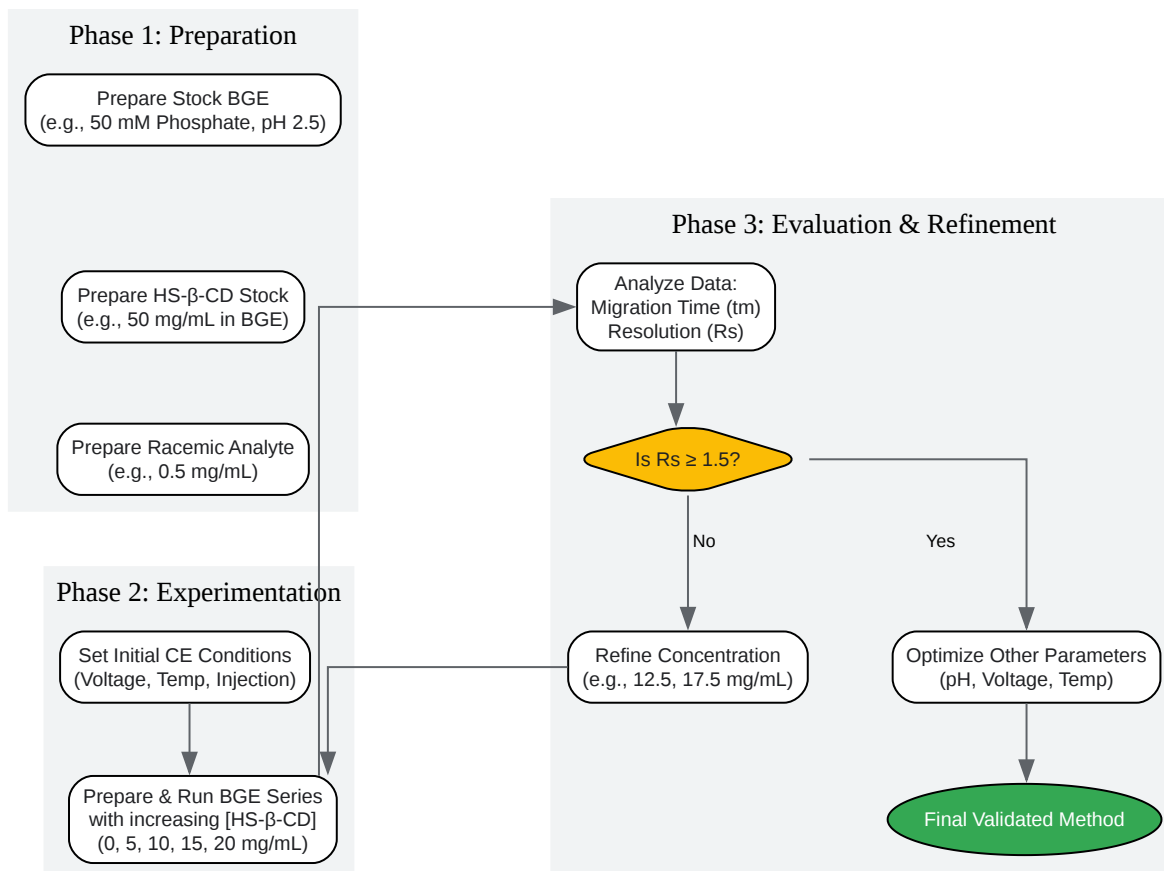 Phase 1: Preparation
Prepare Stock BGE
(e.g., 50 mM Phosphate, pH 2.5)
Prepare HS-β-CD Stock
(e.g., 50 mg/mL in BGE)
Prepare Racemic Analyte
(e.g., 0.5 mg/mL)
Phase 2: Experimentation
Set Initial CE Conditions
(Voltage, Temp, Injection)
Prepare & Run BGE Series
with increasing [HS-β-CD]
(0, 5, 10, 15, 20 mg/mL)
Phase 3: Evaluation & Refinement
Analyze Data:
Migration Time (tm)
Resolution (Rs)
Is Rs ≥ 1.5?
No
Yes
Refine Concentration
(e.g., 12.5, 17.5 mg/mL)
Optimize Other Parameters
(pH, Voltage, Temp)
Final Validated Method